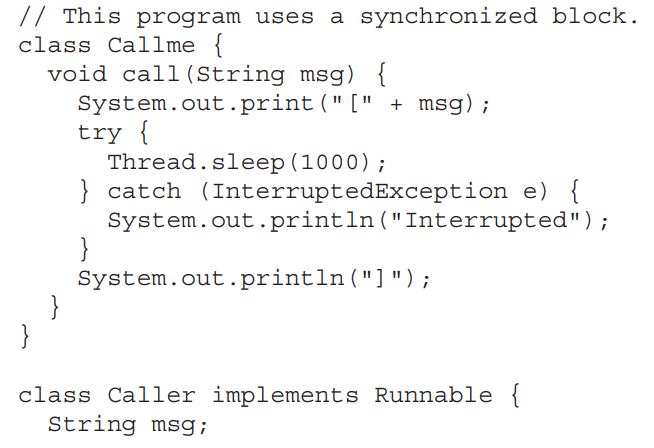 // This program uses a synchronized block.
class Callme {
  void call(String msg) {
    System.out.print("[" + msg);
    try {
      Thread.sleep(1000);
    } catch (InterruptedException e) {
      System.out.println("Interrupted");
    }
    System.out.println("]");
  }
}

class Caller implements Runnable {
  String msg;